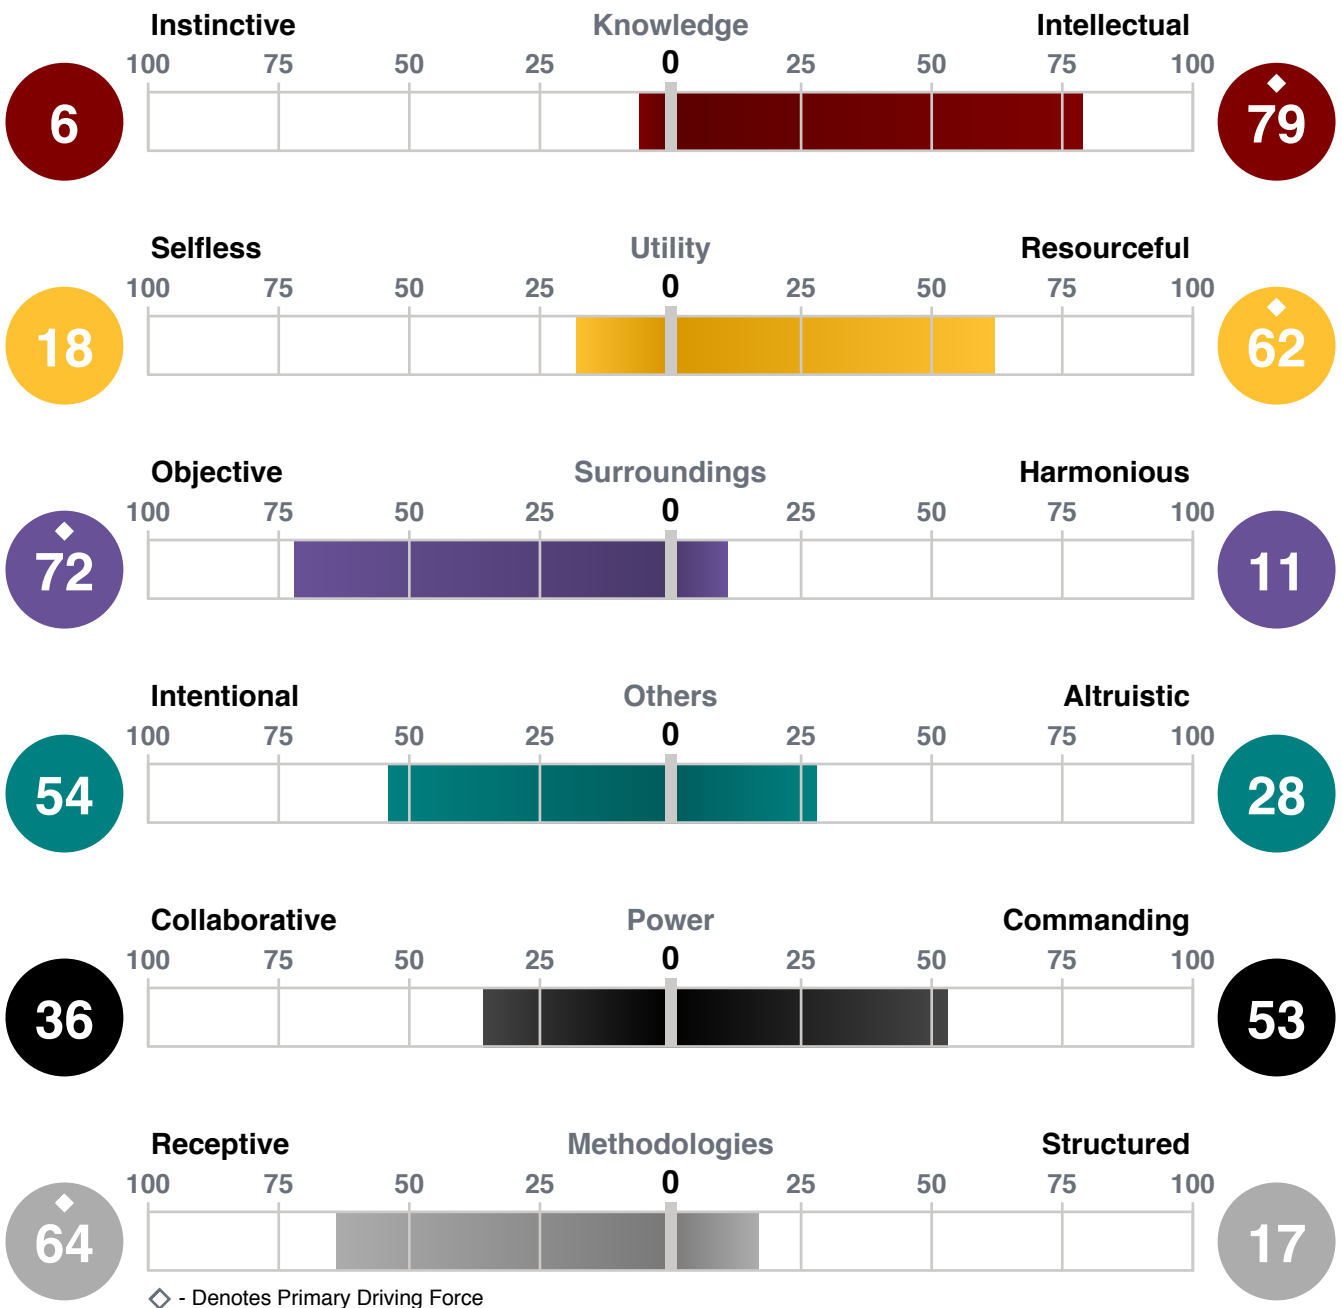 Instinctive Knowledge Intellectual
100 75 50 25 0 25 50 75 100
6 79
Selfless Utility Resourceful
100 75 50 25 0 25 50 75 100
18 62
Objective Surroundings Harmonious
100 75 50 25 0 25 50 75 100
72 11
Intentional Others Altruistic
100 75 50 25 0 25 50 75 100
54 28
Collaborative Power Commanding
100 75 50 25 0 25 50 75 100
36 53
Receptive Methodologies Structured
100 75 50 25 0 25 50 75 100
64 17
- Denotes Primary Driving Force